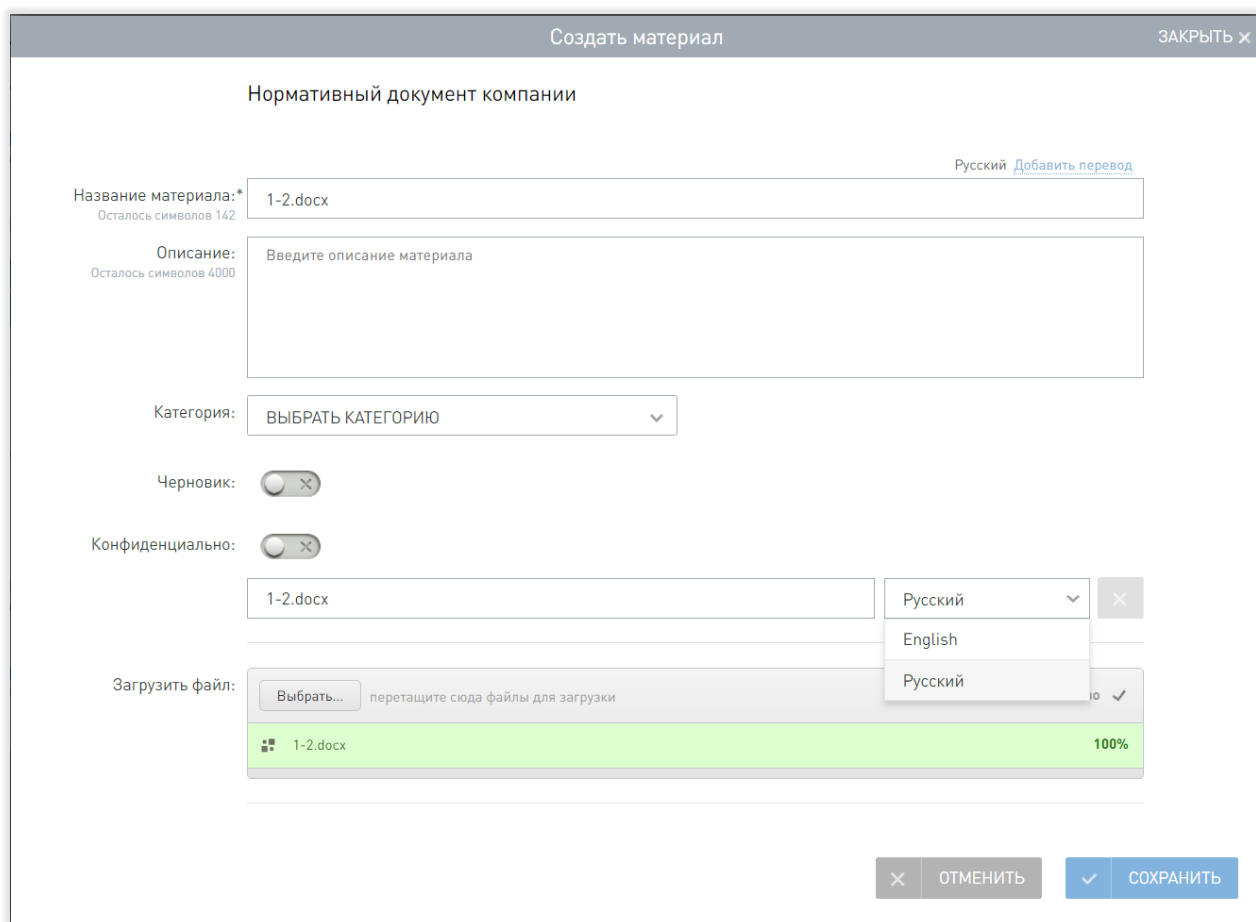 Создать материал
ЗАКРЫТЬ
Нормативный документ компании
Русский Добавить перевод
Название материала:*
1-2.docx
Осталось символов 142
Описание:
Введите описание материала
Осталось символов 4000
Категория:
ВЫБРАТЬ КАТЕГОРИЮ
Черновик:
Конфиденциально:
1-2.docx
Русский
English
Русский
Загрузить файл:
Выбрать...
перетащите сюда файлы для загрузки
1-2.docx
100%
ОТМЕНИТЬ
СОХРАНИТЬ